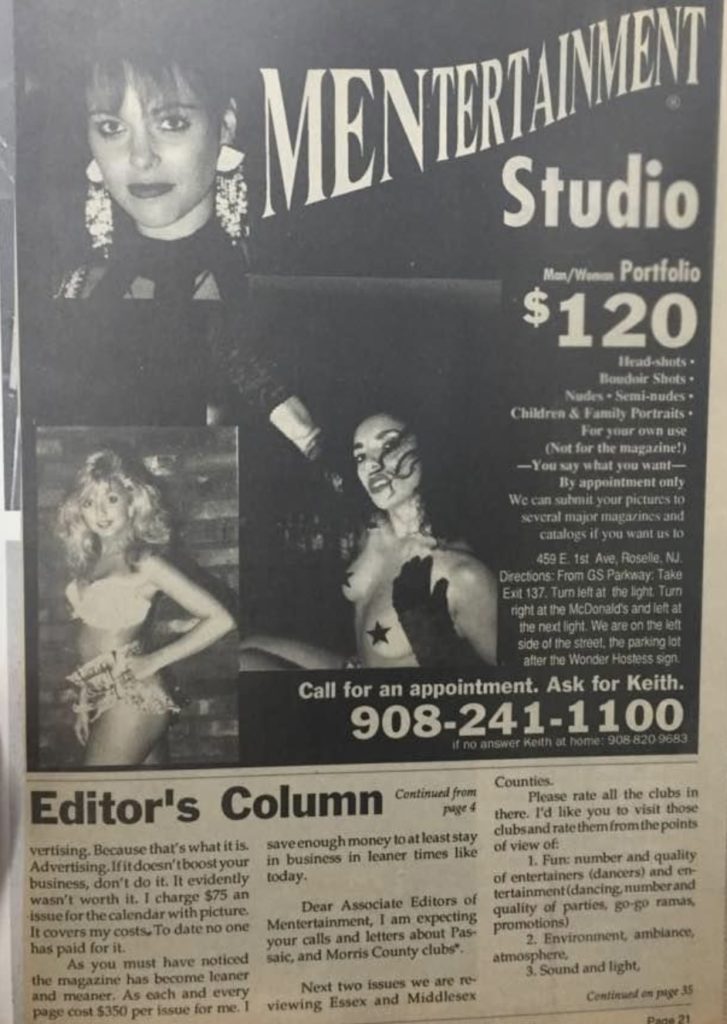 MENTERTAINMENT
®
Studio
Man/Woman Portfolio
$120
Head-shots •
Boudoir Shots •
Nudes • Semi-nudes •
Children & Family Portraits •
For your own use
(Not for the magazine!)
—You say what you want—
By appointment only
We can submit your pictures to
several major magazines and
catalogs if you want us to
459 E. 1st Ave, Roselle, NJ.
Directions: From GS Parkway: Take
Exit 137. Turn left at the light. Turn
right at the McDonald's and left at
the next light. We are on the left
side of the street, the parking lot
after the Wonder Hostess sign.
Call for an appointment. Ask for Keith.
908-241-1100
if no answer Keith at home: 908-820-9683
Editor's Column
Continued from
page 4
vertising. Because that's what it is.
Advertising. If it doesn't boost your
business, don't do it. It evidently
wasn't worth it. I charge $75 an
issue for the calendar with picture.
It covers my costs. To date no one
has paid for it.
As you must have noticed
the magazine has become leaner
and meaner. As each and every
page cost $350 per issue for me. I
save enough money to at least stay
in business in leaner times like
today.
Dear Associate Editors of
Mentertainment, I am expecting
your calls and letters about Pas-
saic, and Morris County clubs*.
Next two issues we are re-
viewing Essex and Middlesex
Counties.
Please rate all the clubs in
there. I'd like you to visit those
clubs and rate them from the points
of view of:
1. Fun: number and quality
of entertainers (dancers) and en-
tertainment (dancing, number and
quality of parties, go-go ramas,
promotions)
2. Environment, ambiance,
atmosphere,
3. Sound and light,
Continued on page 35
Page 21